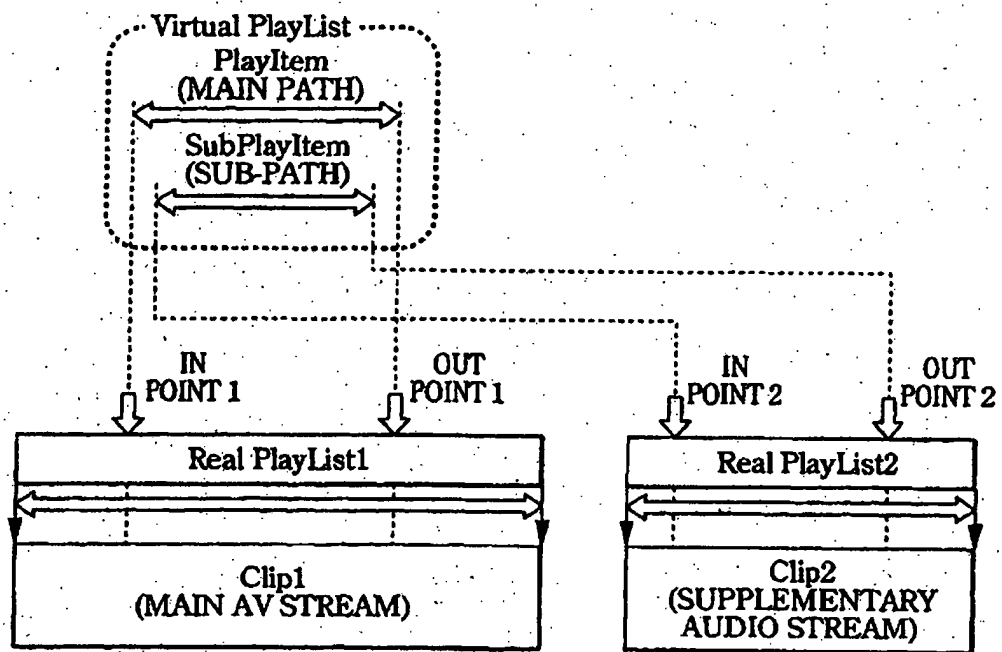 Virtual PlayList
PlayItem
(MAIN PATH)
SubPlayItem
(SUB-PATH)
IN
POINT 1
OUT
POINT 1
IN
POINT 2
OUT
POINT 2
Real PlayList1
Real PlayList2
Clip1
(MAIN AV STREAM)
Clip2
(SUPPLEMENTARY
AUDIO STREAM)